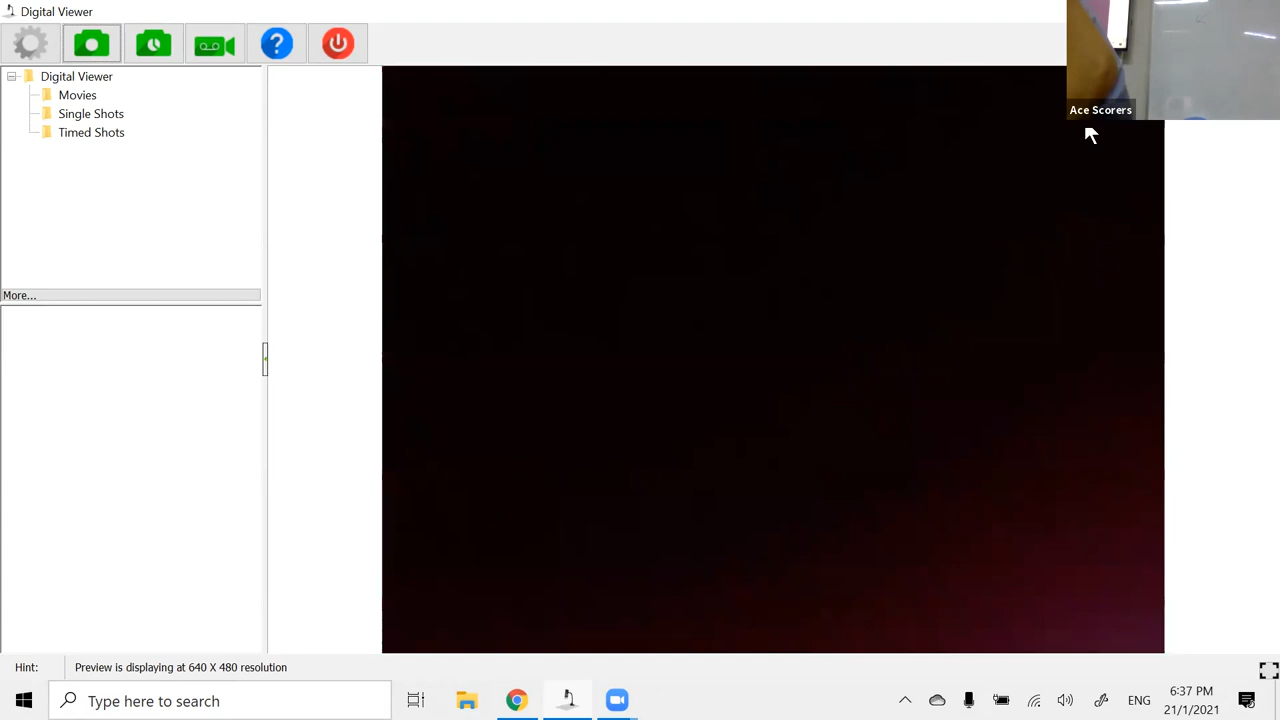 Digital Viewer
?
Digital Viewer
Movies
Single Shots
Timed Shots
More...
Ace Scorers
Hint: Preview is displaying at 640 X 480 resolution
Type here to search
ENG
6:37 PM
21/1/2021